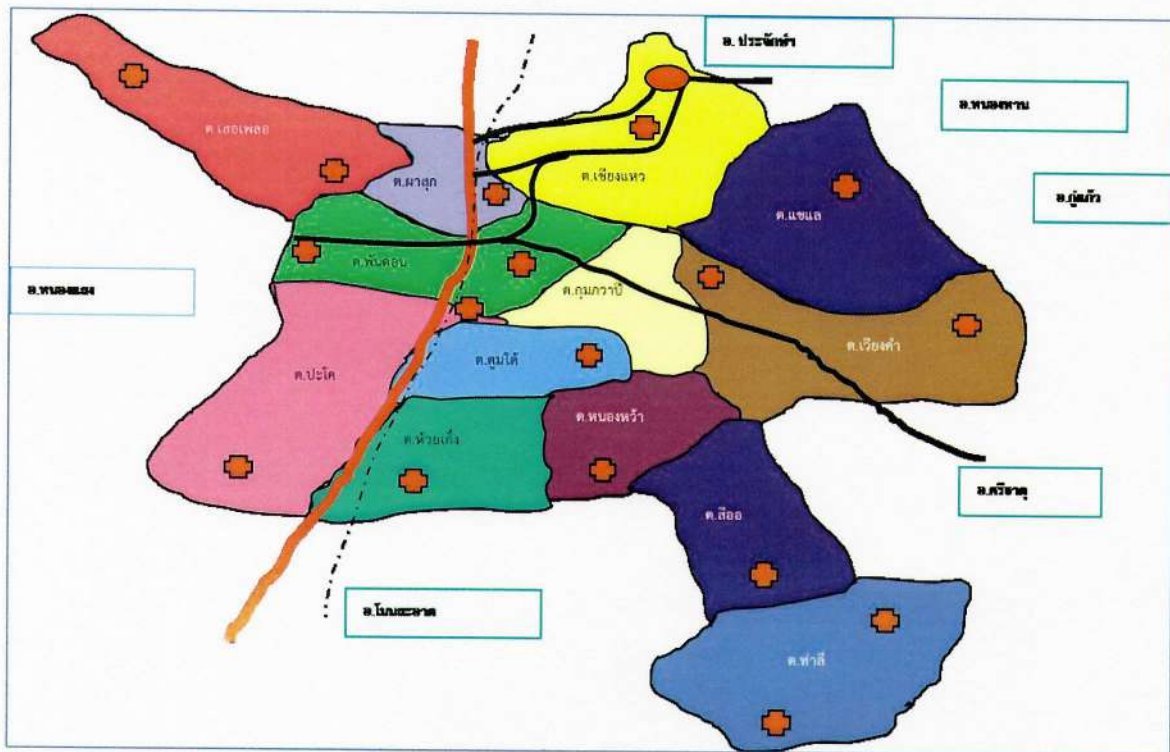 อ. ประจักษ์ฯ
อ.หนองหาน
ต.เสอเพลอ
ต.ผาสุก
ต.เชียงแหว
อ.กู่แก้ว
ต.แชแล
ต.พันดอน
อ.หนองแสง
ต.กุมภวาปี
ต.เวียงคำ
ต.ปะโค
ต.ตูมใต้
ต.หนองหว้า
ต.ห้วยเกิ้ง
อ.ศรีธาตุ
ต.สีออ
อ.โนนสะอาด
ต.ท่าลี่